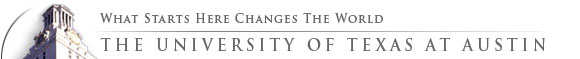 What Starts Here Changes The World
THE UNIVERSITY OF TEXAS AT AUSTIN